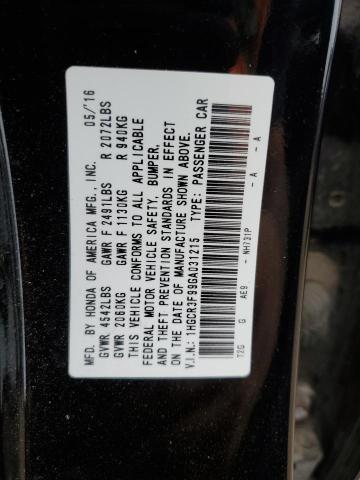 MFD. BY HONDA OF AMERICA MFG., INC. 05/'16
GVWR 4542LBS GAWR F 2491LBS R 2072LBS
GVWR 2060KG GAWR F 1130KG R 940KG
THIS VEHICLE CONFORMS TO ALL APPLICABLE
FEDERAL MOTOR VEHICLE SAFETY, BUMPER,
AND THEFT PREVENTION STANDARDS IN EFFECT
ON THE DATE OF MANUFACTURE SHOWN ABOVE.
V.I.N.: 1HGCR3F99GA031215 TYPE: PASSENGER CAR
AE9 - NH731P - A - A
T2G G